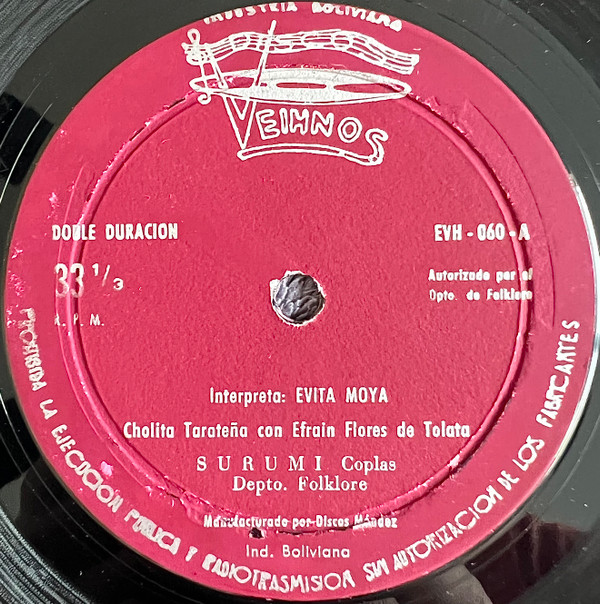 INDUSTRIA BOLIVIANA
VEIHNOS
DOBLE DURACION
EVH - 060 - A
33 1/3
R. P. M.
Autorizado por el
Dpto. de Folklore
Interpreta: EVITA MOYA
Cholita Tarateña con Efrain Flores de Tolata
SURUMI Coplas
Depto. Folklore
Manufacturado por Discos Méndez
Ind. Boliviana
PROHIBIDA LA EJECUCION PUBLICA Y RADIOTRASMISION SIN AUTORIZACION DE LOS FABRICANTES